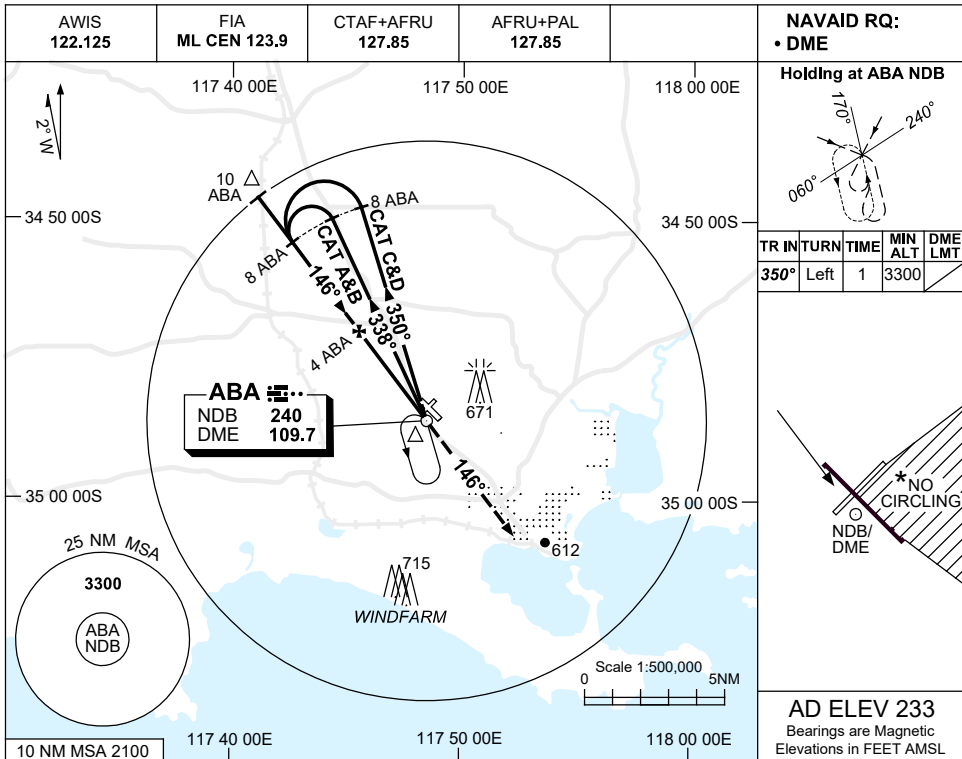 AWIS
122.125
FIA
ML CEN 123.9
CTAF+AFRU
127.85
AFRU+PAL
127.85
NAVAID RQ:
• DME
Holding at ABA NDB
170°
240°
060°
TR IN TURN TIME MIN ALT DME LMT
350° Left 1 3300
117 40 00E
117 50 00E
118 00 00E
2° W
10 ABA
34 50 00S
34 50 00S
8 ABA
8 ABA
CAT A&B
CAT C&D
146°
338°
350°
4 ABA
ABA
NDB 240
DME 109.7
671
146°
35 00 00S
35 00 00S
612
715
WINDFARM
25 NM MSA
3300
ABA
NDB
10 NM MSA 2100
Scale 1:500,000
0 5NM
117 40 00E
117 50 00E
118 00 00E
*NO
CIRCLING
NDB/
DME
AD ELEV 233
Bearings are Magnetic
Elevations in FEET AMSL